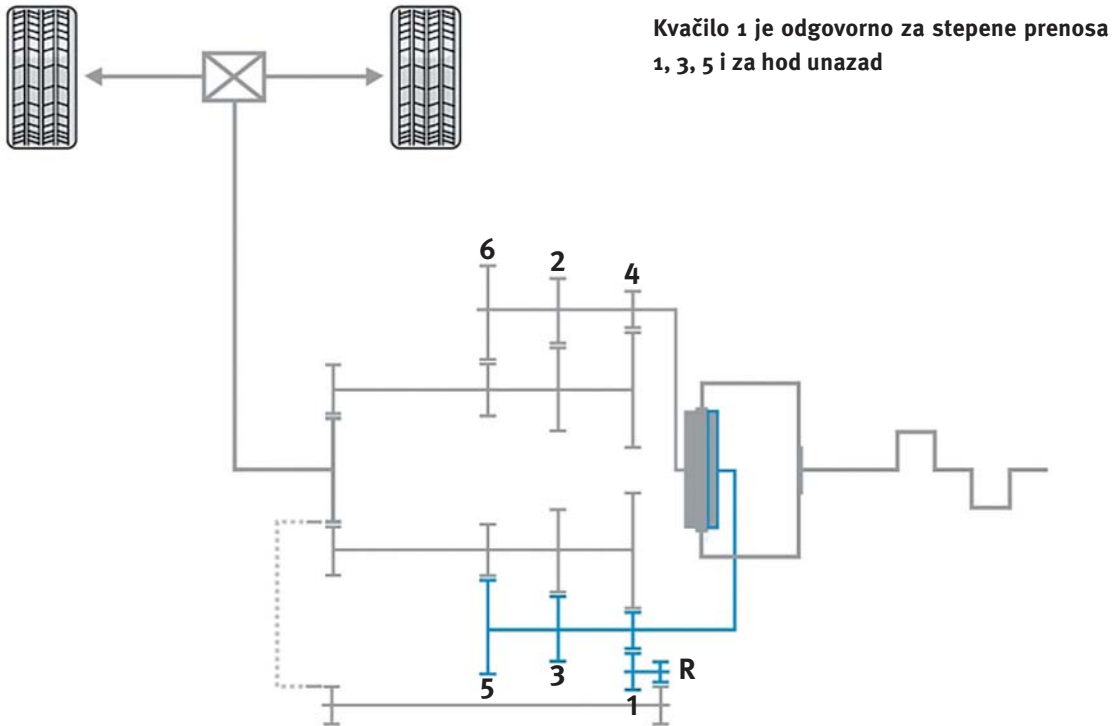 Kvačilo 1 je odgovorno za stepene prenosa
1, 3, 5 i za hod unazad
6
2
4
R
5
3
1